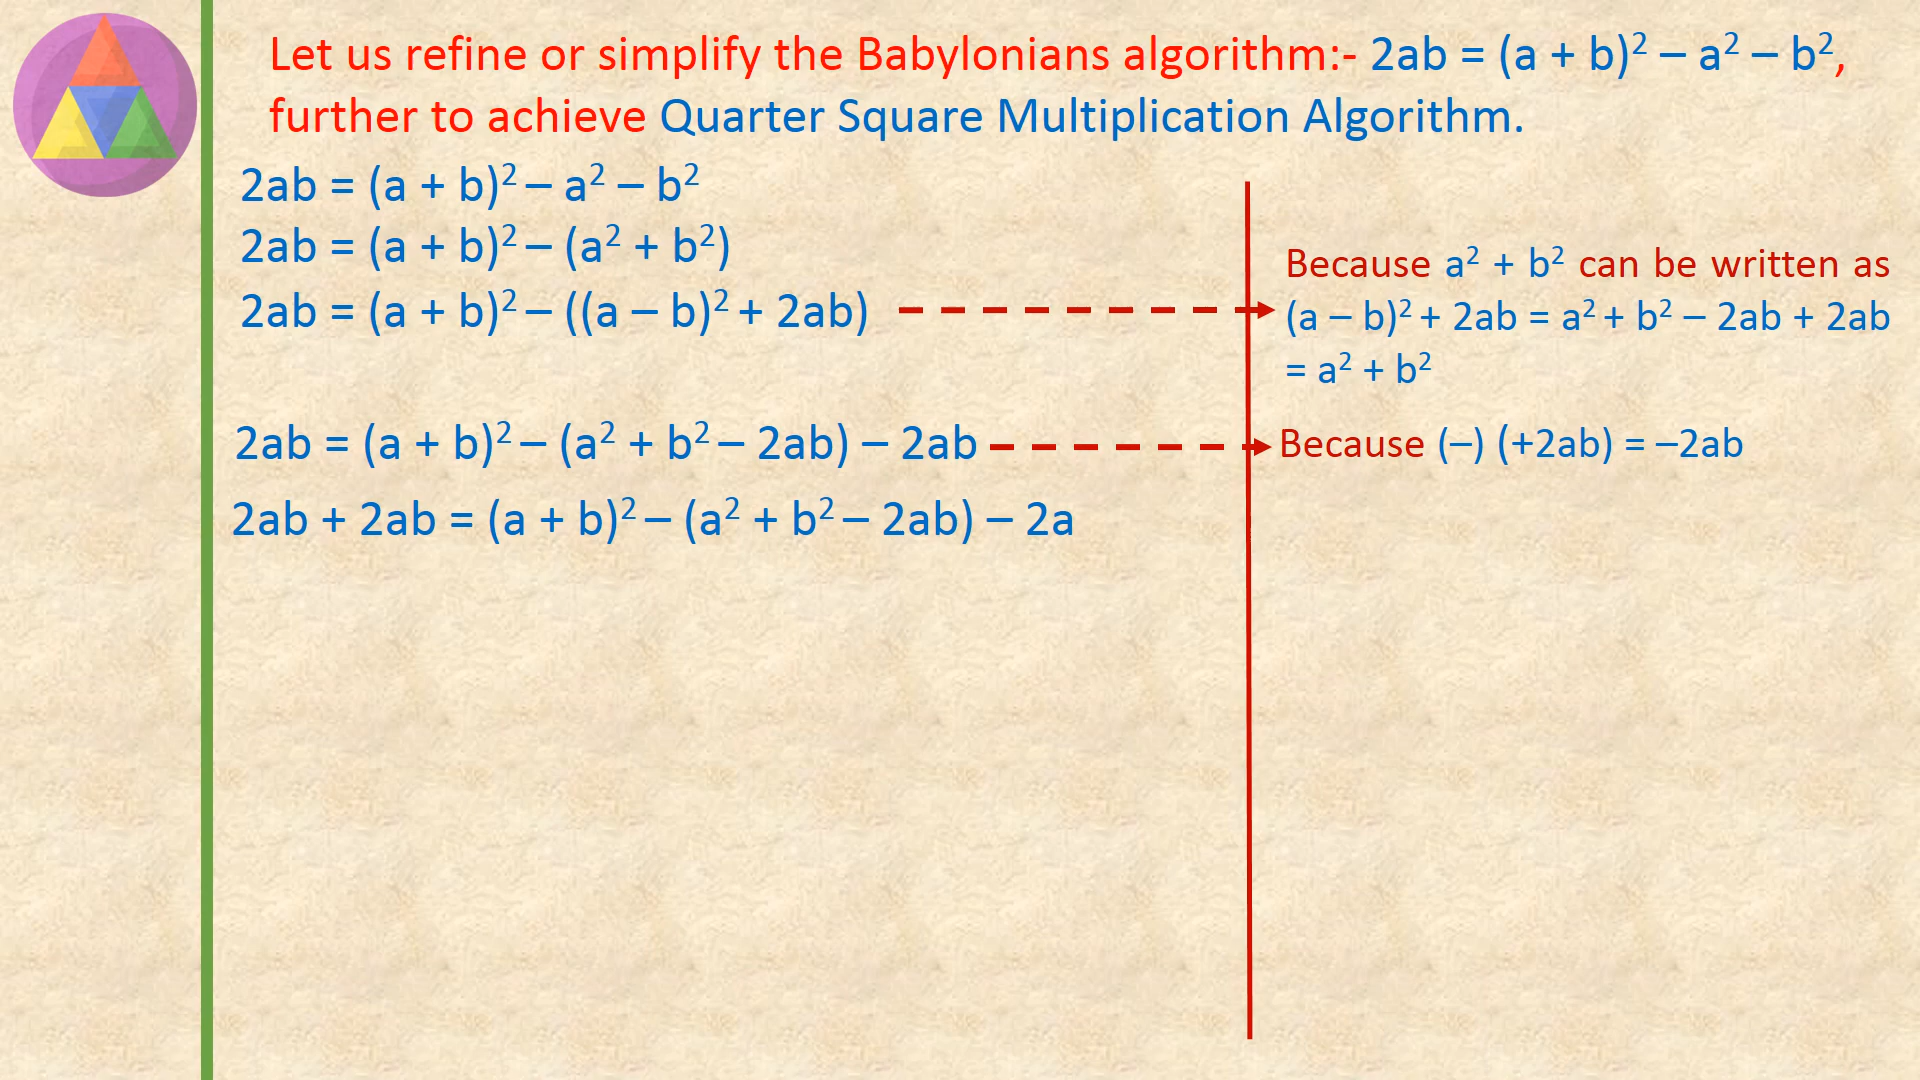 Let us refine or simplify the Babylonians algorithm:- 2ab = (a + b)² – a² – b²,
further to achieve Quarter Square Multiplication Algorithm.
2ab = (a + b)² – a² – b²
2ab = (a + b)² – (a² + b²)
2ab = (a + b)² – ((a – b)² + 2ab)
Because a² + b² can be written as
(a – b)² + 2ab = a² + b² – 2ab + 2ab
= a² + b²
2ab = (a + b)² – (a² + b² – 2ab) – 2ab
Because (–) (+2ab) = –2ab
2ab + 2ab = (a + b)² – (a² + b² – 2ab) – 2a